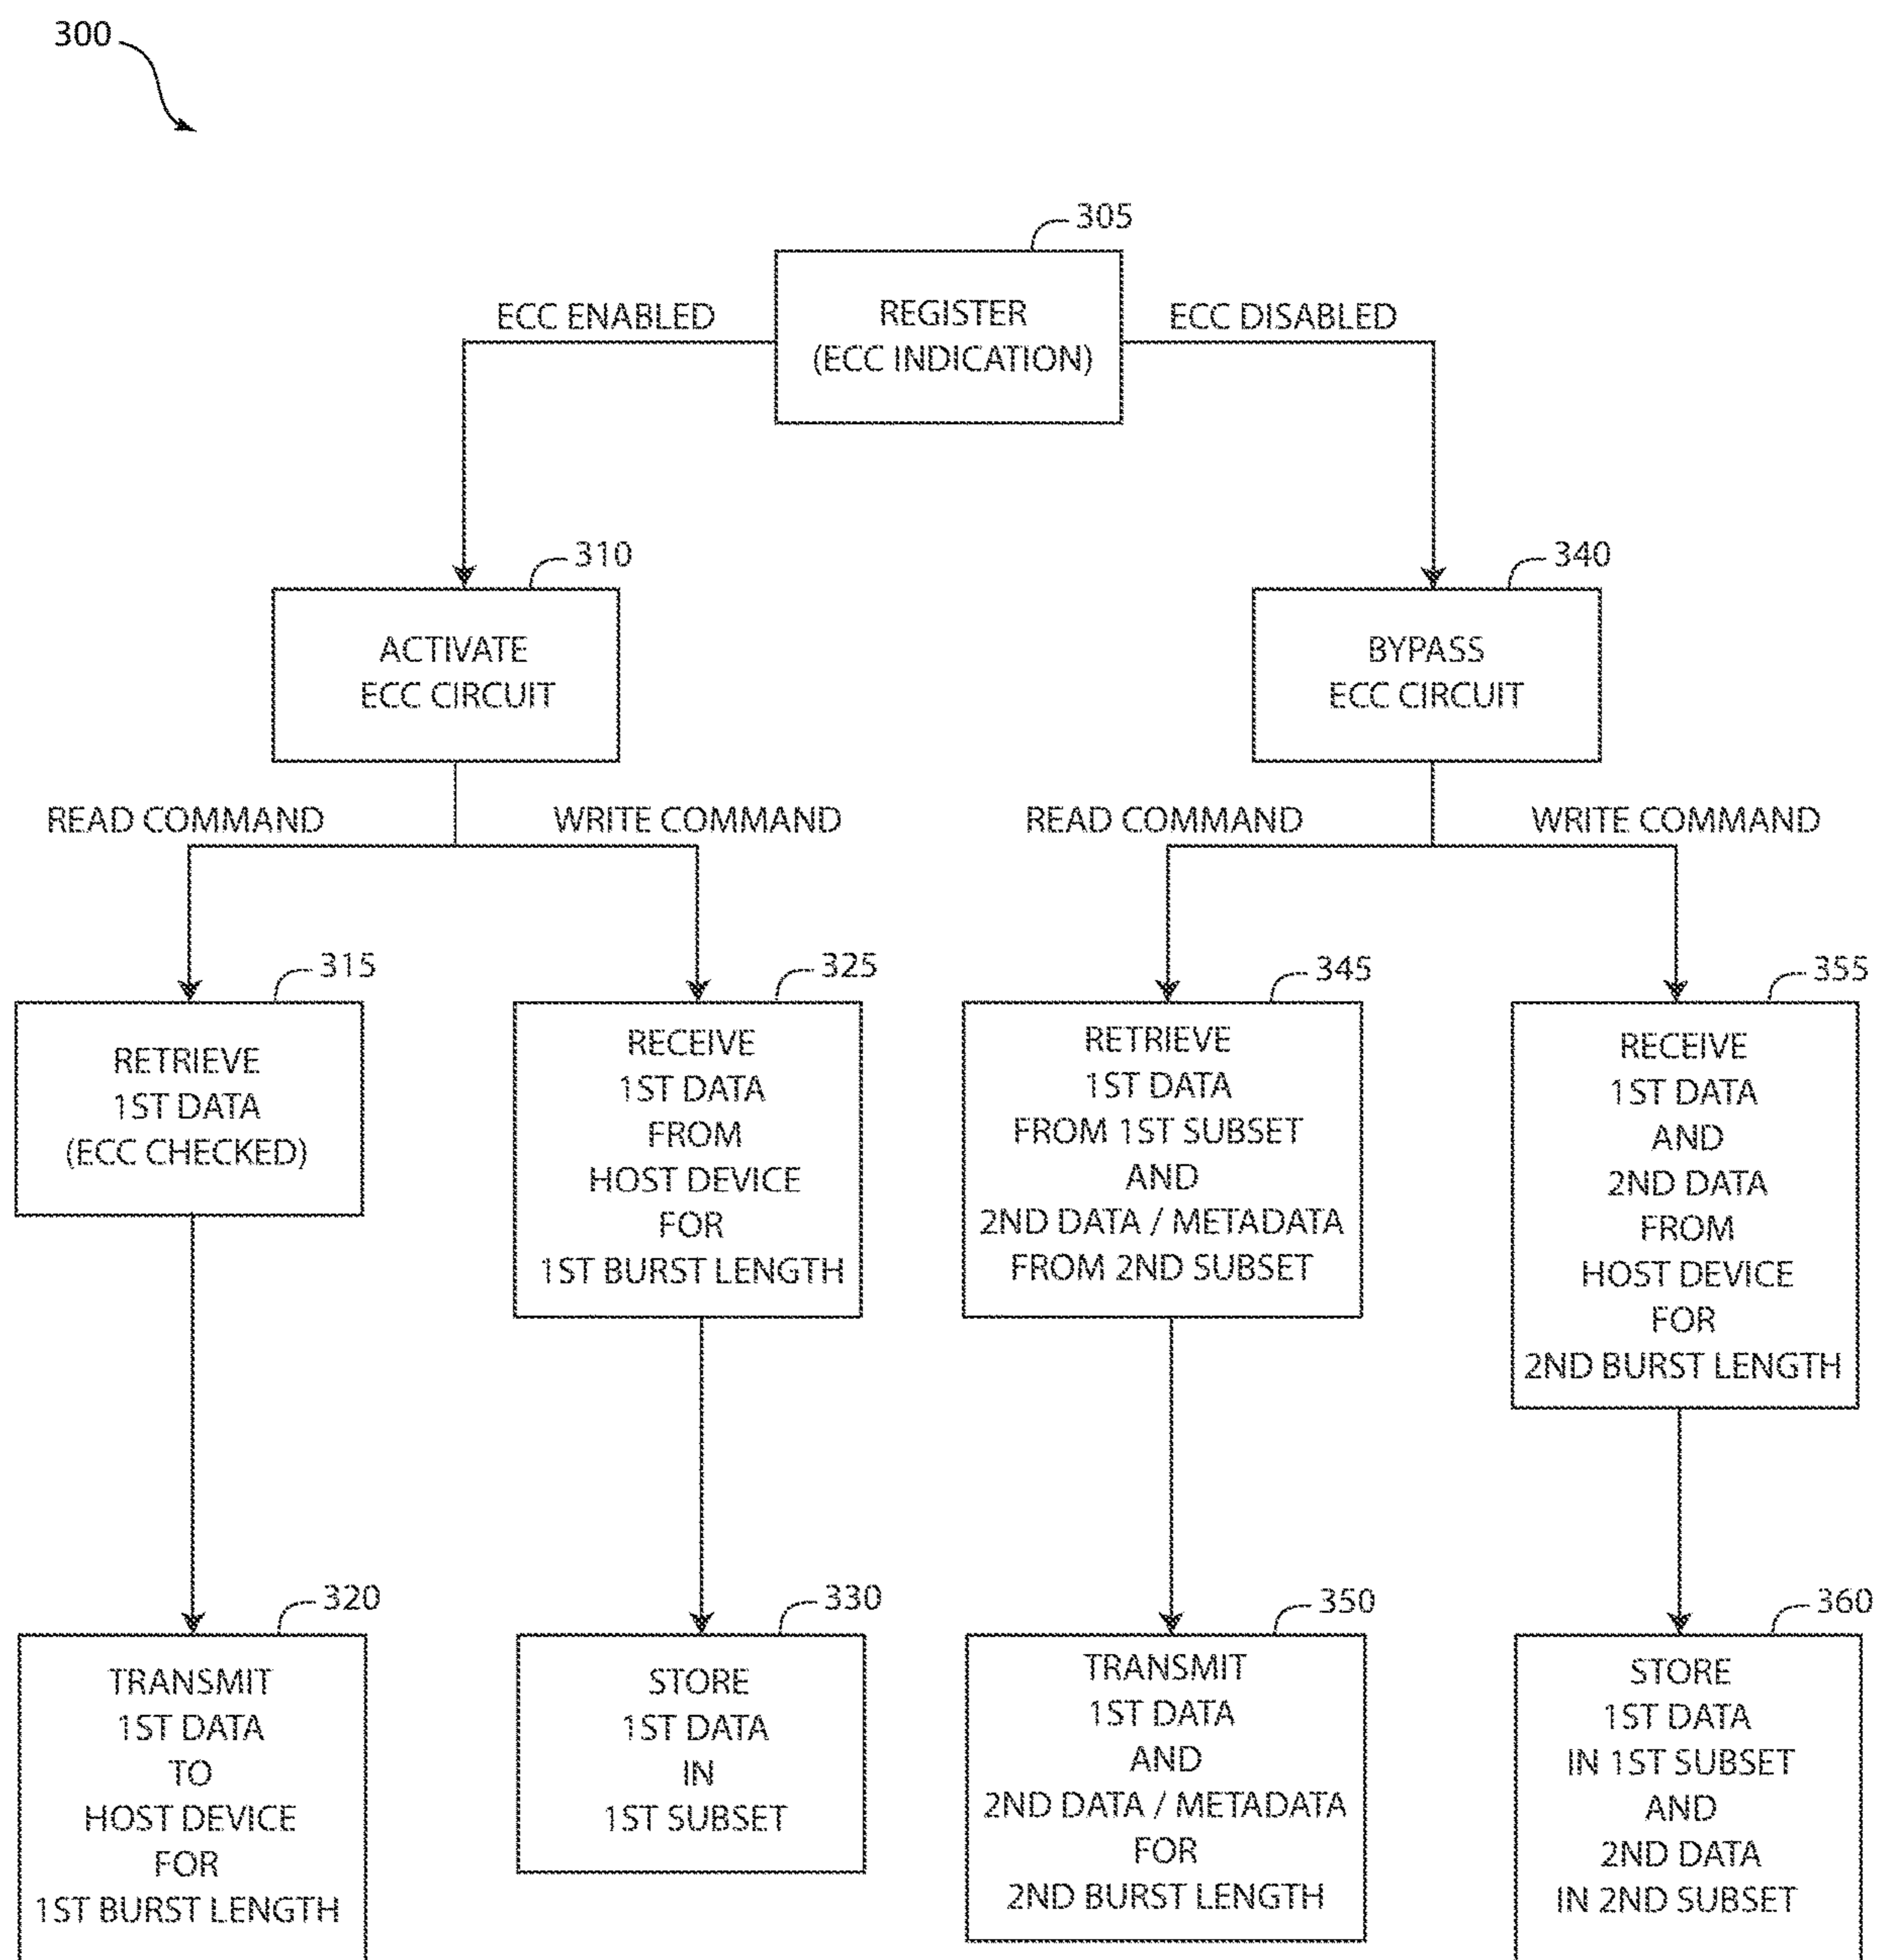 300
305
REGISTER
(ECC INDICATION)
ECC ENABLED
ECC DISABLED
310
ACTIVATE
ECC CIRCUIT
340
BYPASS
ECC CIRCUIT
READ COMMAND
WRITE COMMAND
READ COMMAND
WRITE COMMAND
315
RETRIEVE
1ST DATA
(ECC CHECKED)
325
RECEIVE
1ST DATA
FROM
HOST DEVICE
FOR
1ST BURST LENGTH
345
RETRIEVE
1ST DATA
FROM 1ST SUBSET
AND
2ND DATA / METADATA
FROM 2ND SUBSET
355
RECEIVE
1ST DATA
AND
2ND DATA
FROM
HOST DEVICE
FOR
2ND BURST LENGTH
320
TRANSMIT
1ST DATA
TO
HOST DEVICE
FOR
1ST BURST LENGTH
330
STORE
1ST DATA
IN
1ST SUBSET
350
TRANSMIT
1ST DATA
AND
2ND DATA / METADATA
FOR
2ND BURST LENGTH
360
STORE
1ST DATA
IN 1ST SUBSET
AND
2ND DATA
IN 2ND SUBSET